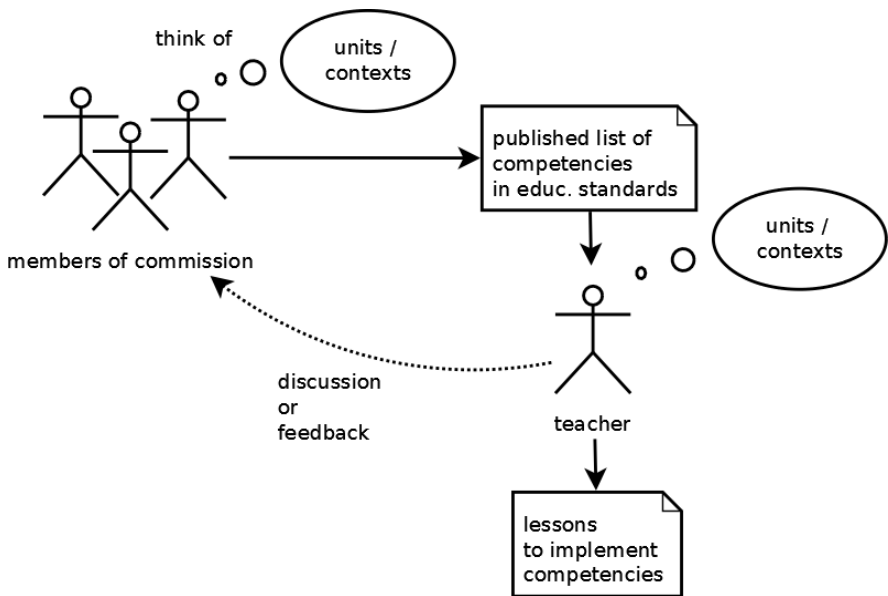 think of
units /
contexts
published list of
competencies
in educ. standards
members of commission
units /
contexts
discussion
or
feedback
teacher
lessons
to implement
competencies